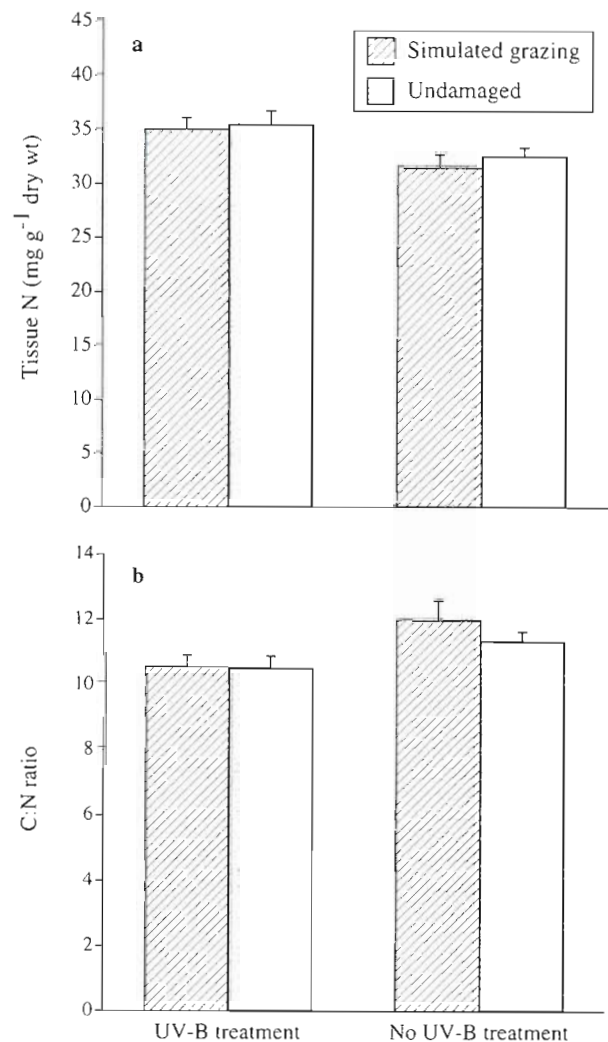 45
a
Simulated grazing
40
Undamaged
35
30
25
20
15
10
5
0
Tissue N (mg g⁻¹ dry wt)
14
b
12
10
8
6
4
2
0
C:N ratio
UV-B treatment No UV-B treatment